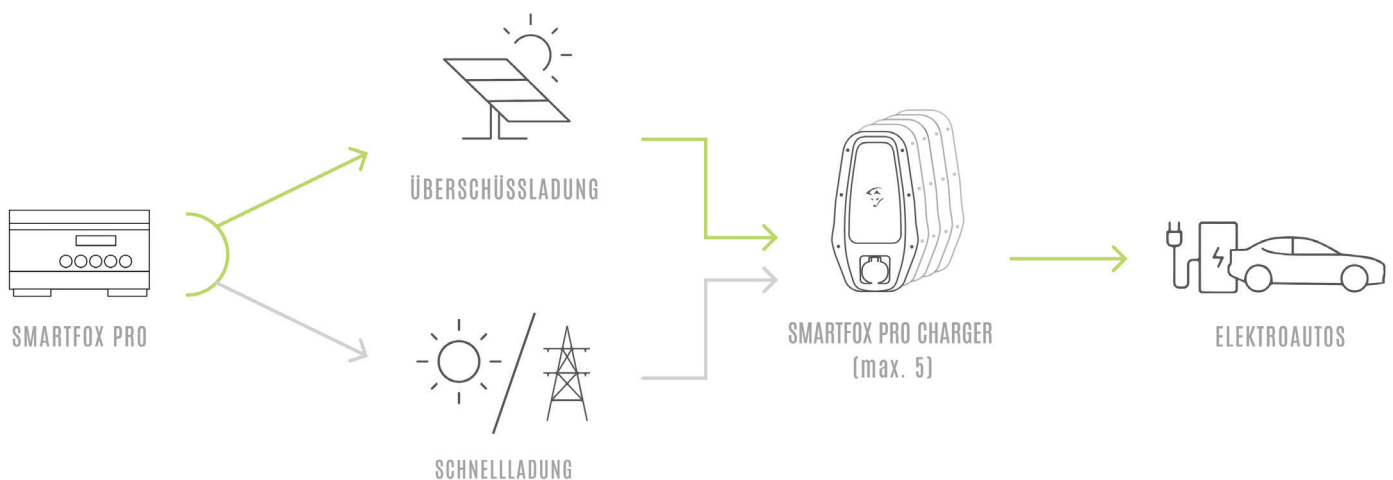 SMARTFOX PRO
ÜBERSCHÜSSLADUNG
SCHNELLLADUNG
SMARTFOX PRO CHARGER
(max. 5)
ELEKTROAUTOS